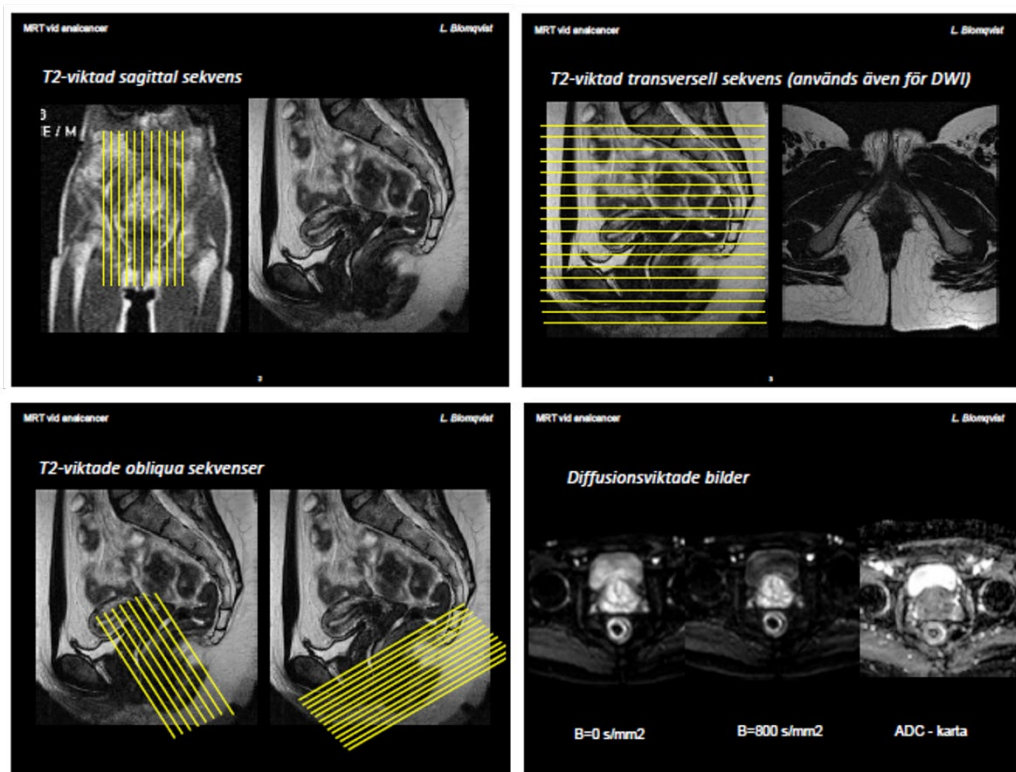 MRT vid analcancer
L. Blomqvist
T2-viktad sagittal sekvens
E / M
3
MRT vid analcancer
L. Blomqvist
T2-viktad transversell sekvens (används även för DWI)
MRT vid analcancer
L. Blomqvist
T2-viktade obliqua sekvenser
MRT vid analcancer
L. Blomqvist
Diffusionsviktade bilder
B=0 s/mm2
B=800 s/mm2
ADC - karta